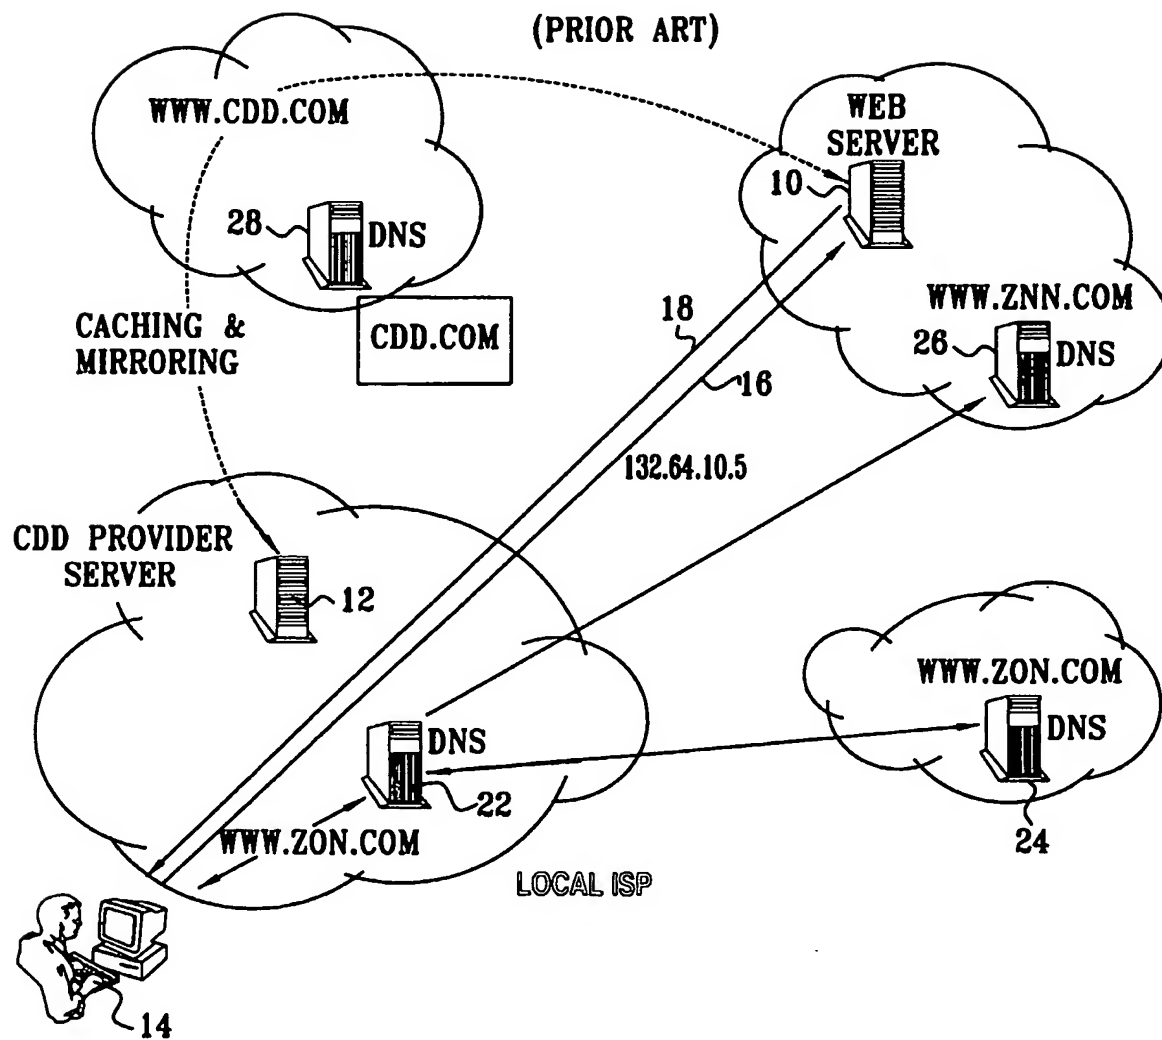 (PRIOR ART)
WWW.CDD.COM
WEB
SERVER
10
28
DNS
WWW.ZNN.COM
CACHING &
MIRRORING
CDD.COM
18
26
DNS
16
132.64.10.5
CDD PROVIDER
SERVER
12
WWW.ZON.COM
DNS
DNS
22
24
WWW.ZON.COM
LOCAL ISP
14